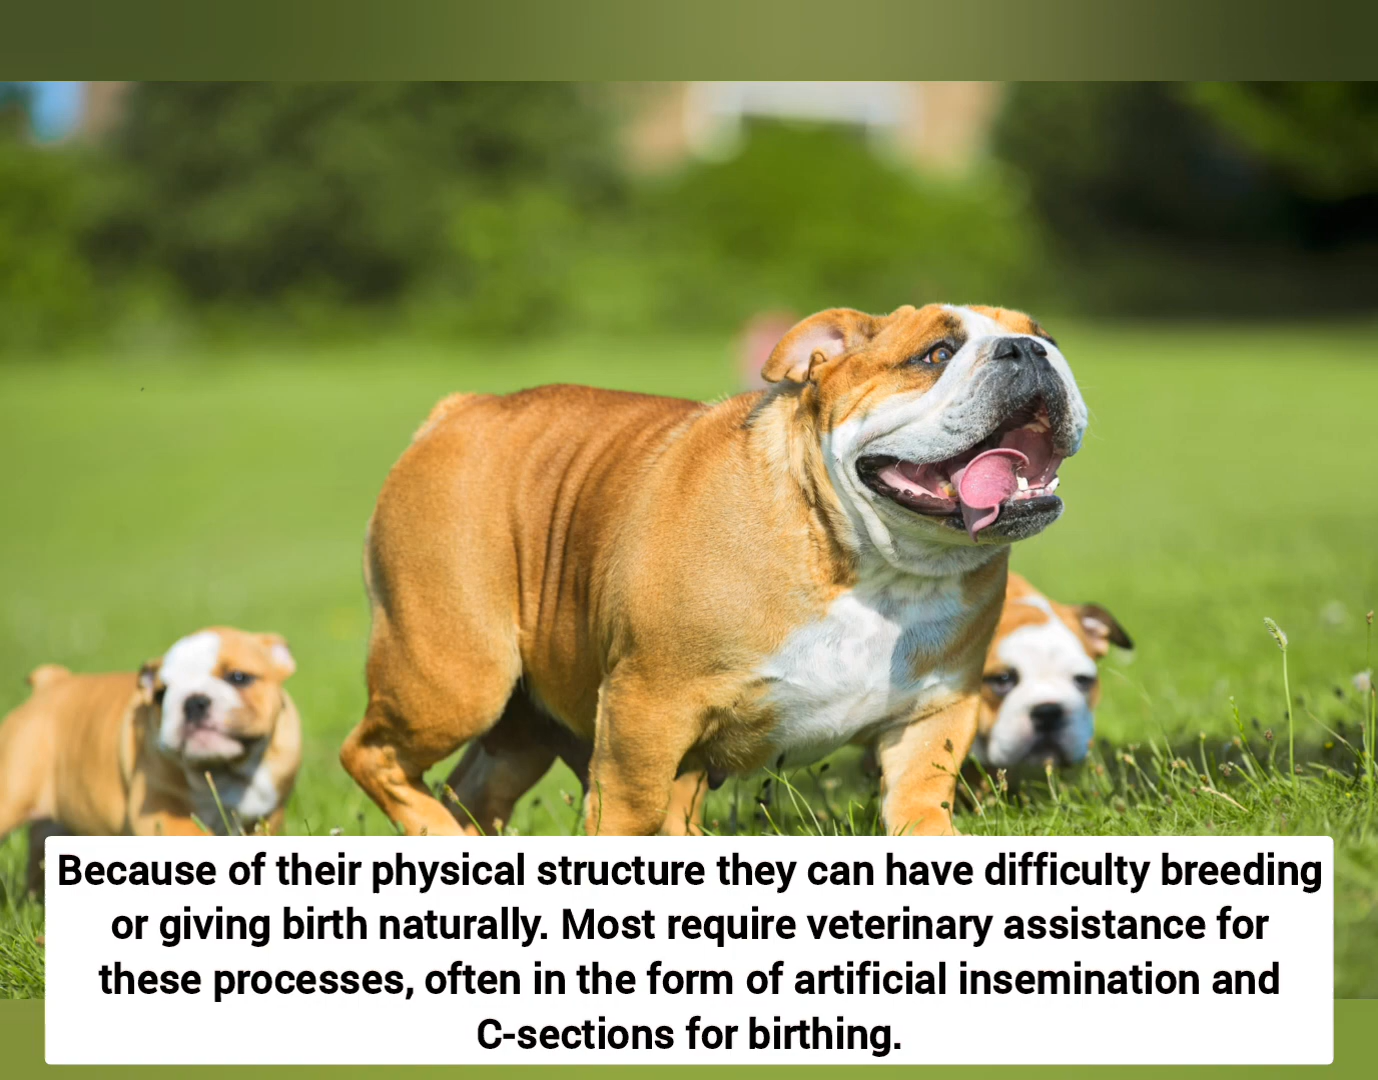 Because of their physical structure they can have difficulty breeding
or giving birth naturally. Most require veterinary assistance for
these processes, often in the form of artificial insemination and
C-sections for birthing.